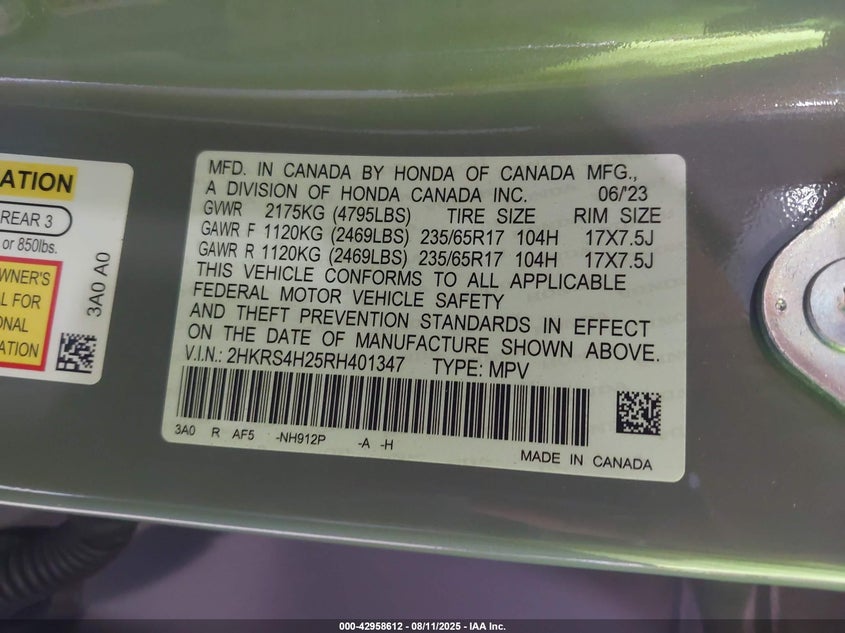 ATION
REAR 3
or 850lbs.
WNER'S
L FOR
ONAL
ATION
3A0 A0
MFD. IN CANADA BY HONDA OF CANADA MFG.,
A DIVISION OF HONDA CANADA INC. 06/'23
GVWR 2175KG (4795LBS) TIRE SIZE RIM SIZE
GAWR F 1120KG (2469LBS) 235/65R17 104H 17X7.5J
GAWR R 1120KG (2469LBS) 235/65R17 104H 17X7.5J
THIS VEHICLE CONFORMS TO ALL APPLICABLE
FEDERAL MOTOR VEHICLE SAFETY
AND THEFT PREVENTION STANDARDS IN EFFECT
ON THE DATE OF MANUFACTURE SHOWN ABOVE.
V.I.N.: 2HKRS4H25RH401347 TYPE: MPV
3A0 R AF5 -NH912P -A -H
MADE IN CANADA
000-42958612 - 08/11/2025 - IAA Inc.